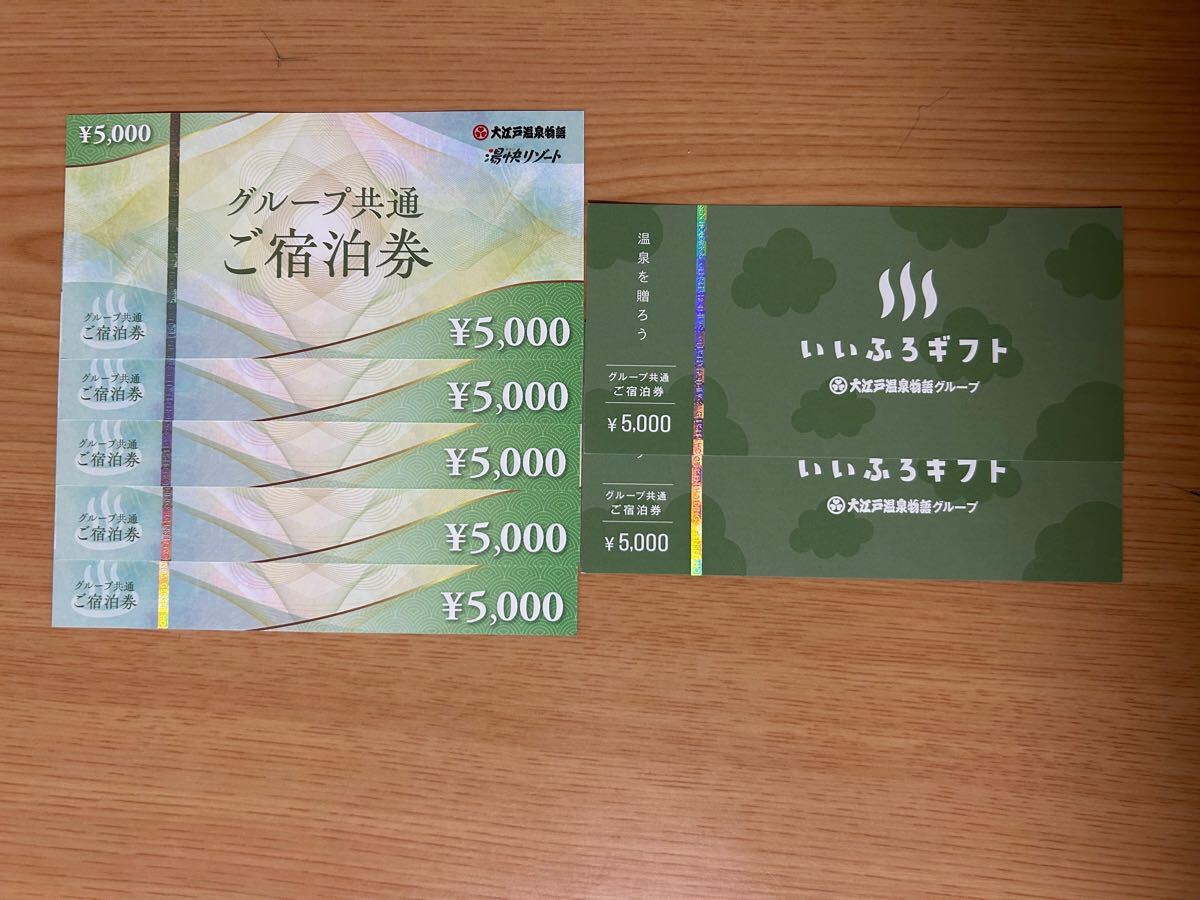 ¥5,000
大江戸温泉物語
湯快リゾート
グループ共通
ご宿泊券
グループ共通
ご宿泊券
¥5,000
グループ共通
ご宿泊券
¥5,000
グループ共通
ご宿泊券
¥5,000
グループ共通
ご宿泊券
¥5,000
グループ共通
ご宿泊券
¥5,000
温泉を贈ろう
グループ共通
ご宿泊券
¥5,000
いいふろギフト
大江戸温泉物語グループ
グループ共通
ご宿泊券
¥5,000
いいふろギフト
大江戸温泉物語グループ